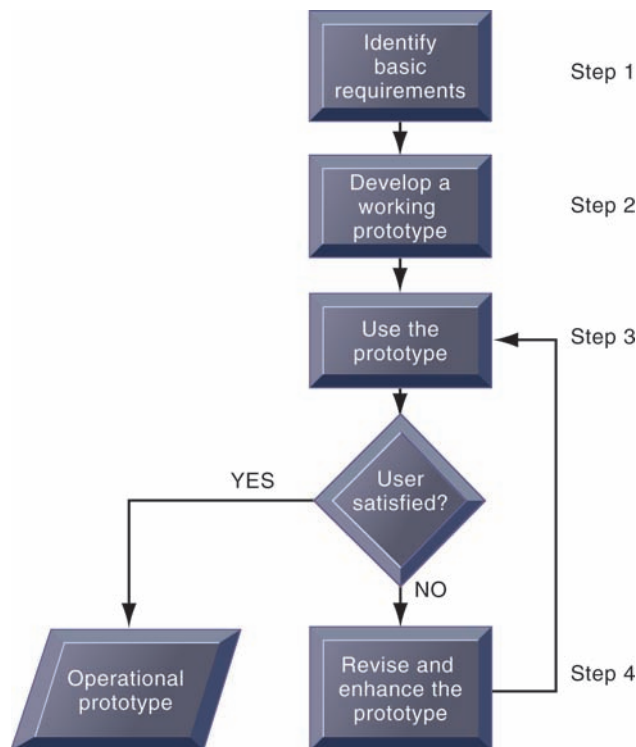 Identify
basic
requirements
Step 1
Develop a
working
prototype
Step 2
Use the
prototype
Step 3
User
satisfied?
YES
NO
Operational
prototype
Revise and
enhance the
prototype
Step 4